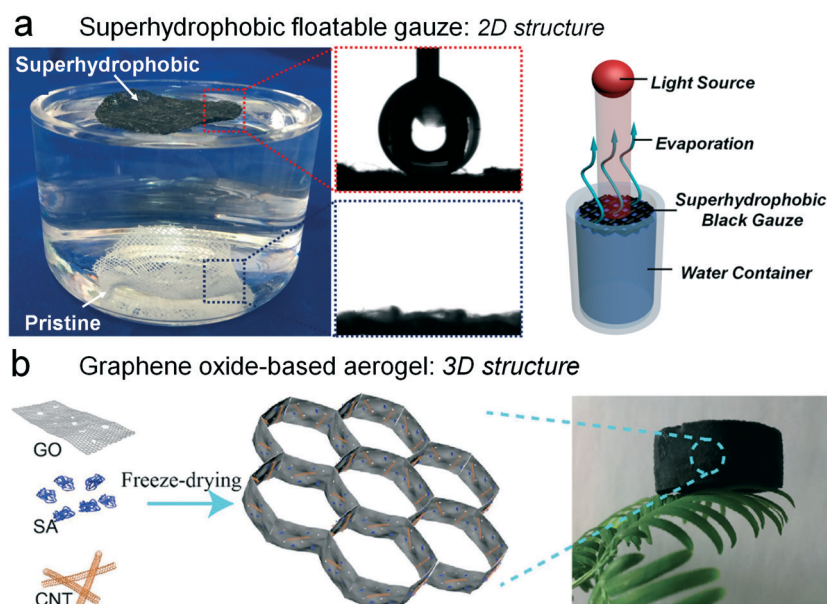 a Superhydrophobic floatable gauze: 2D structure
Superhydrophobic
Pristine
Light Source
Evaporation
Superhydrophobic
Black Gauze
Water Container
b Graphene oxide-based aerogel: 3D structure
GO
SA
CNT
Freeze-drying